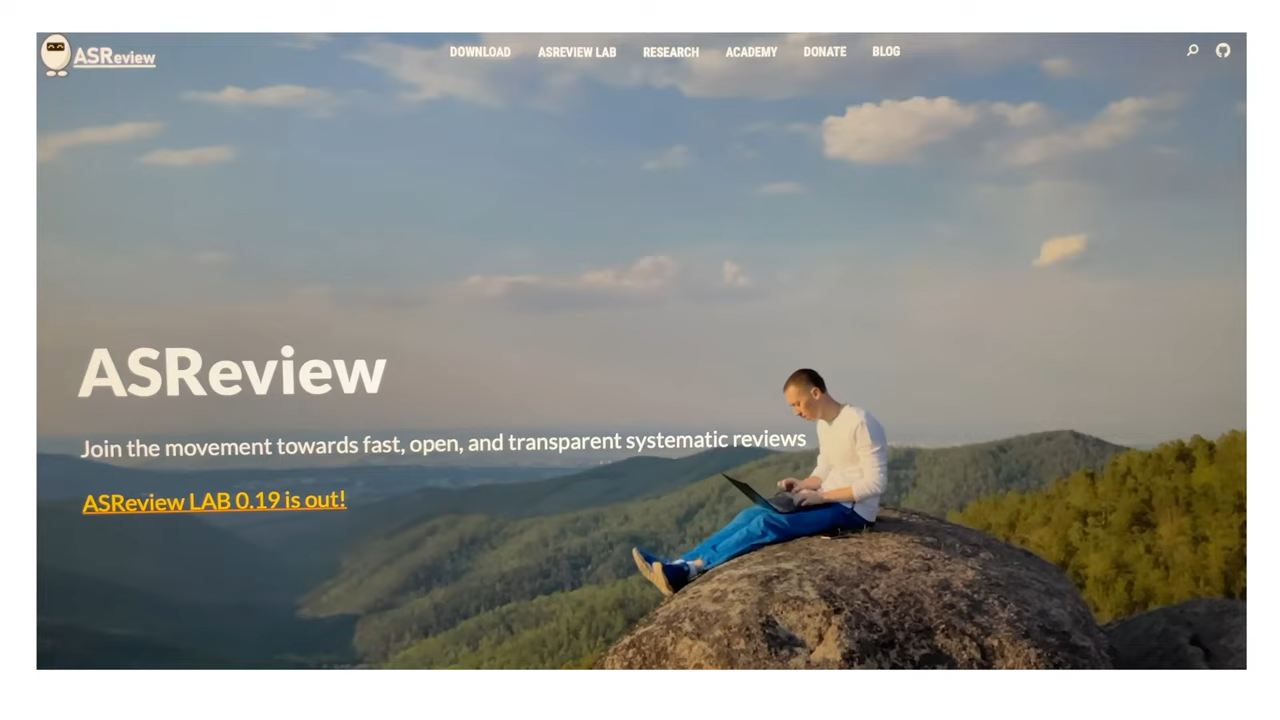 ASReview
DOWNLOAD ASREVIEW LAB RESEARCH ACADEMY DONATE BLOG
ASReview
Join the movement towards fast, open, and transparent systematic reviews
ASReview LAB 0.19 is out!